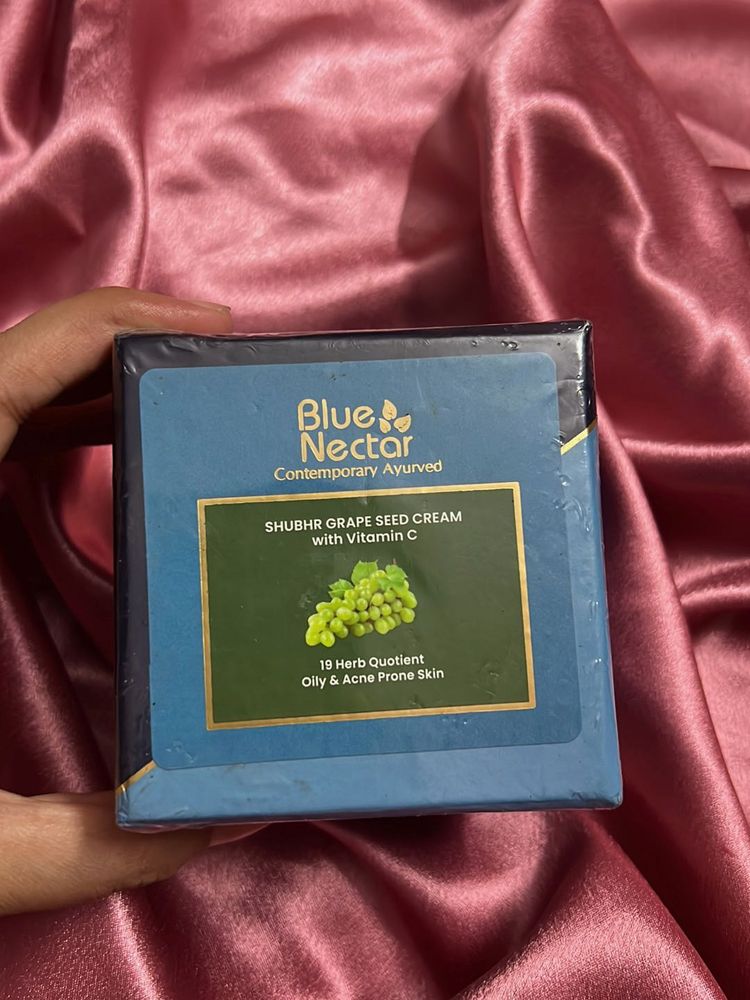 Blue
Nectar
Contemporary Ayurved
SHUBHR GRAPE SEED CREAM
with Vitamin C
19 Herb Quotient
Oily & Acne Prone Skin